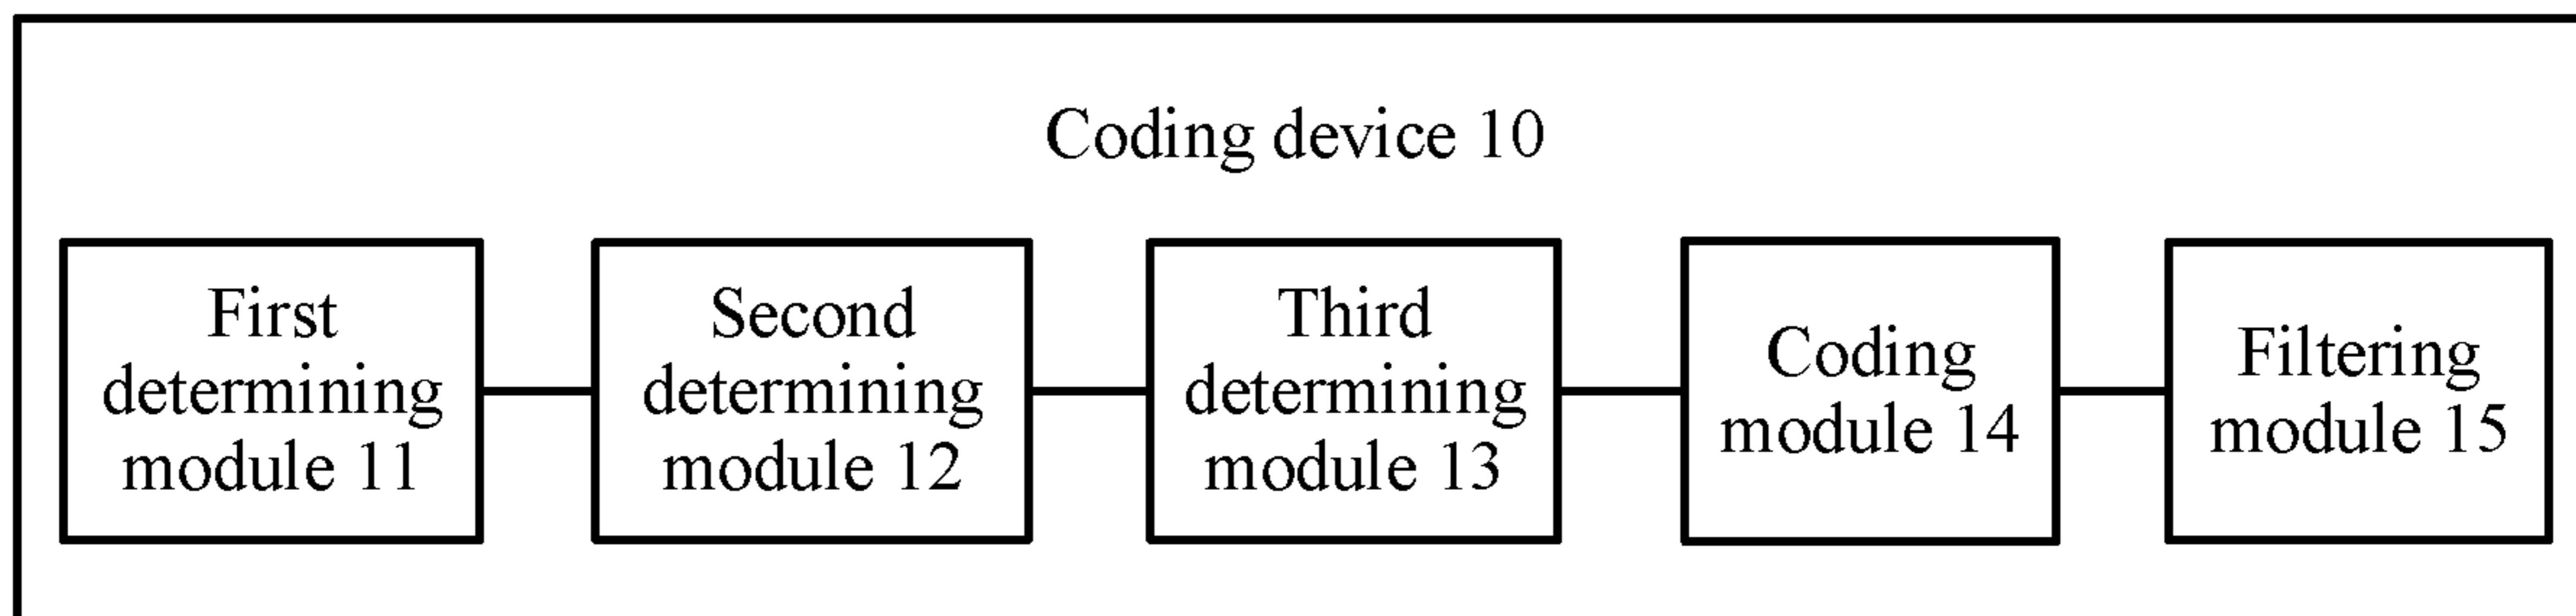 Coding device 10
First
determining
module 11
Second
determining
module 12
Third
determining
module 13
Coding
module 14
Filtering
module 15